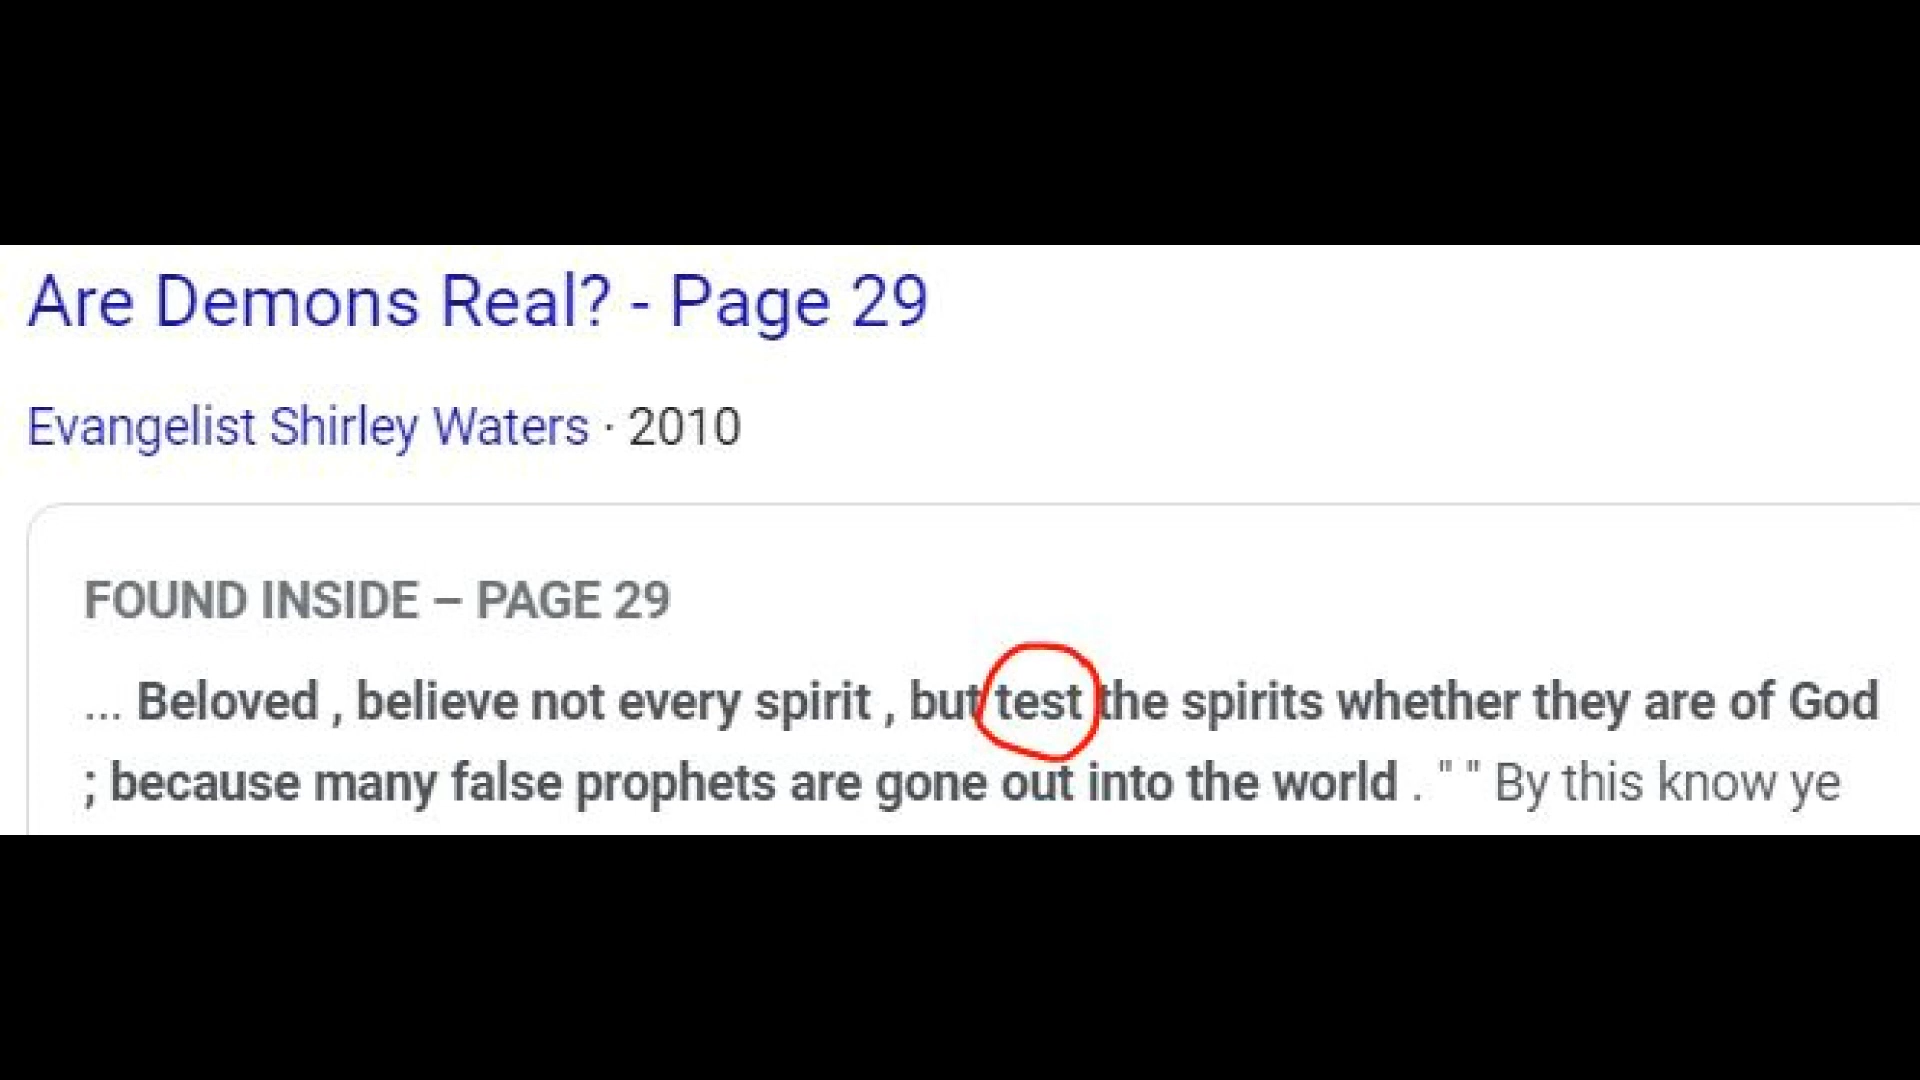 Are Demons Real? - Page 29
Evangelist Shirley Waters · 2010
FOUND INSIDE – PAGE 29
... Beloved , believe not every spirit , but test the spirits whether they are of God
; because many false prophets are gone out into the world . " " By this know ye